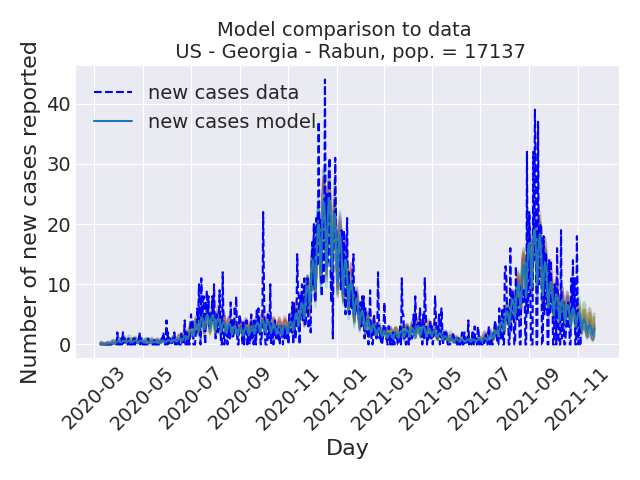 Model comparison to data
US - Georgia - Rabun, pop. = 17137
Number of new cases reported
new cases data
new cases model
40
30
20
10
0
2020-03
2020-05
2020-07
2020-09
2020-11
2021-01
2021-03
2021-05
2021-07
2021-09
2021-11
Day